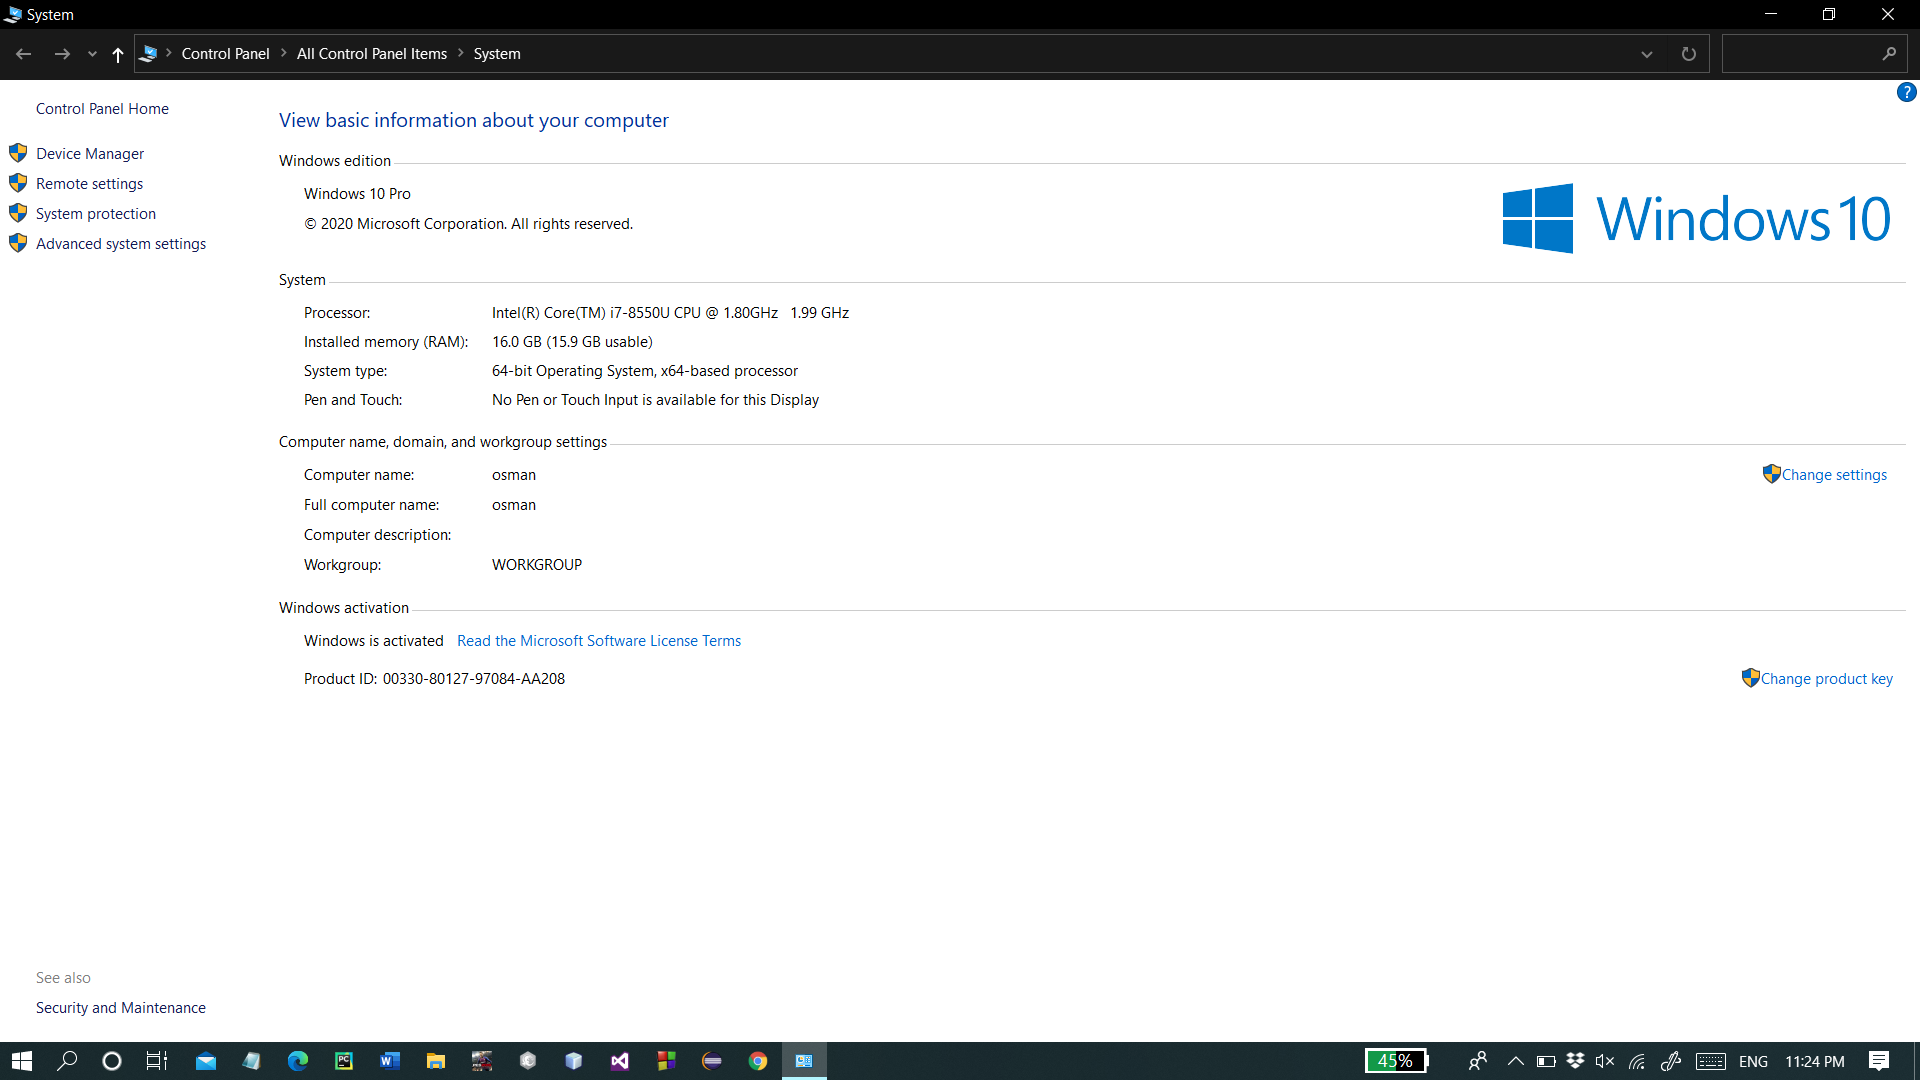 System
Control Panel > All Control Panel Items > System
Control Panel Home
Device Manager
Remote settings
System protection
Advanced system settings
View basic information about your computer
Windows edition
Windows 10 Pro
© 2020 Microsoft Corporation. All rights reserved.
Windows 10
System
Processor: Intel(R) Core(TM) i7-8550U CPU @ 1.80GHz 1.99 GHz
Installed memory (RAM): 16.0 GB (15.9 GB usable)
System type: 64-bit Operating System, x64-based processor
Pen and Touch: No Pen or Touch Input is available for this Display
Computer name, domain, and workgroup settings
Computer name: osman
Change settings
Full computer name: osman
Computer description:
Workgroup: WORKGROUP
Windows activation
Windows is activated Read the Microsoft Software License Terms
Product ID: 00330-80127-97084-AA208
Change product key
See also
Security and Maintenance
45% ENG 11:24 PM